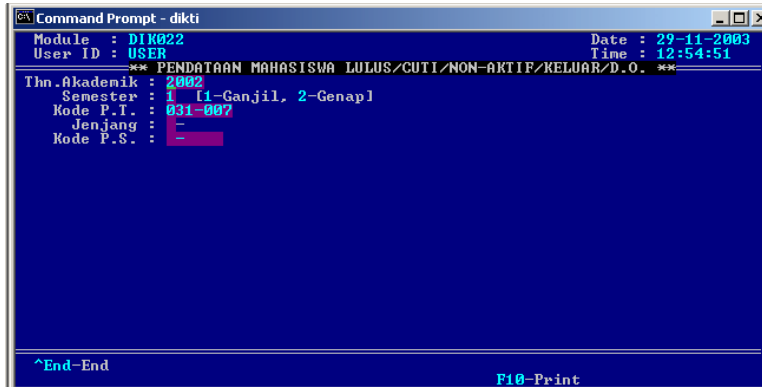 Command Prompt - dikti
Module : DIK022 Date : 29-11-2003
User ID : USER Time : 12:54:51
** PENDATAAN MAHASISWA LULUS/CUTI/NON-AKTIF/KELUAR/D.O. **
Thn.Akademik : 2002
Semester : 1 [1-Ganjil, 2-Genap]
Kode P.T. : 031-007
Jenjang : -
Kode P.S. : -
^End-End
F10-Print